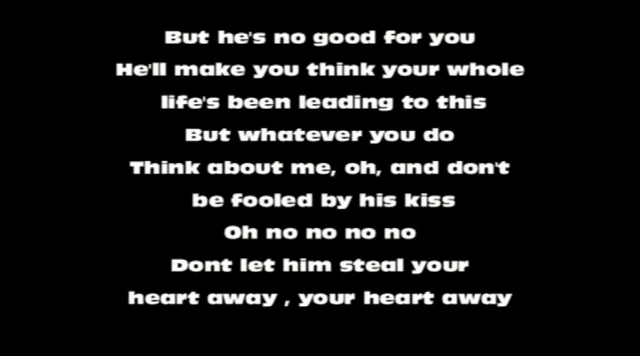 But he's no good for you
He'll make you think your whole
life's been leading to this
But whatever you do
Think about me, oh, and don't
be fooled by his kiss
Oh no no no no
Dont let him steal your
heart away , your heart away